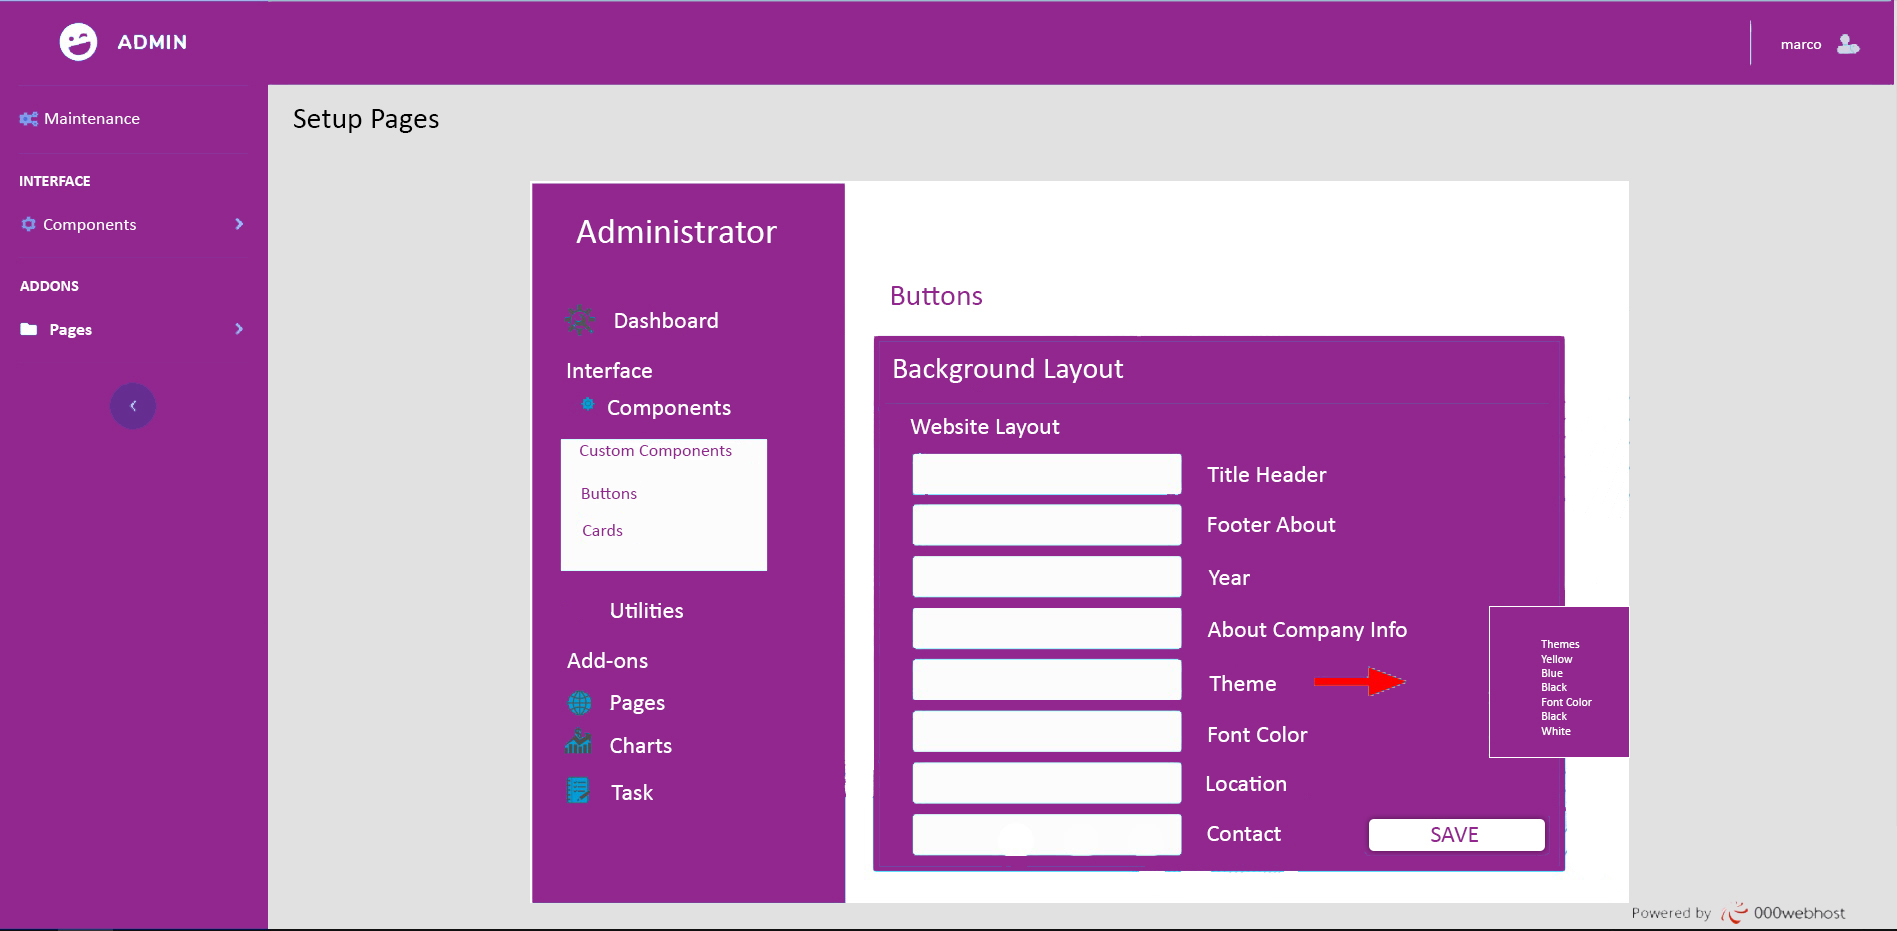 ADMIN
marco
Maintenance
INTERFACE
Components
ADDONS
Pages
Setup Pages
Administrator
Dashboard
Interface
Components
Custom Components
Buttons
Cards
Utilities
Add-ons
Pages
Charts
Task
Buttons
Background Layout
Website Layout
Title Header
Footer About
Year
About Company Info
Theme
Font Color
Location
Contact
SAVE
Themes
Yellow
Blue
Black
Font Color
Black
White
Powered by 000webhost